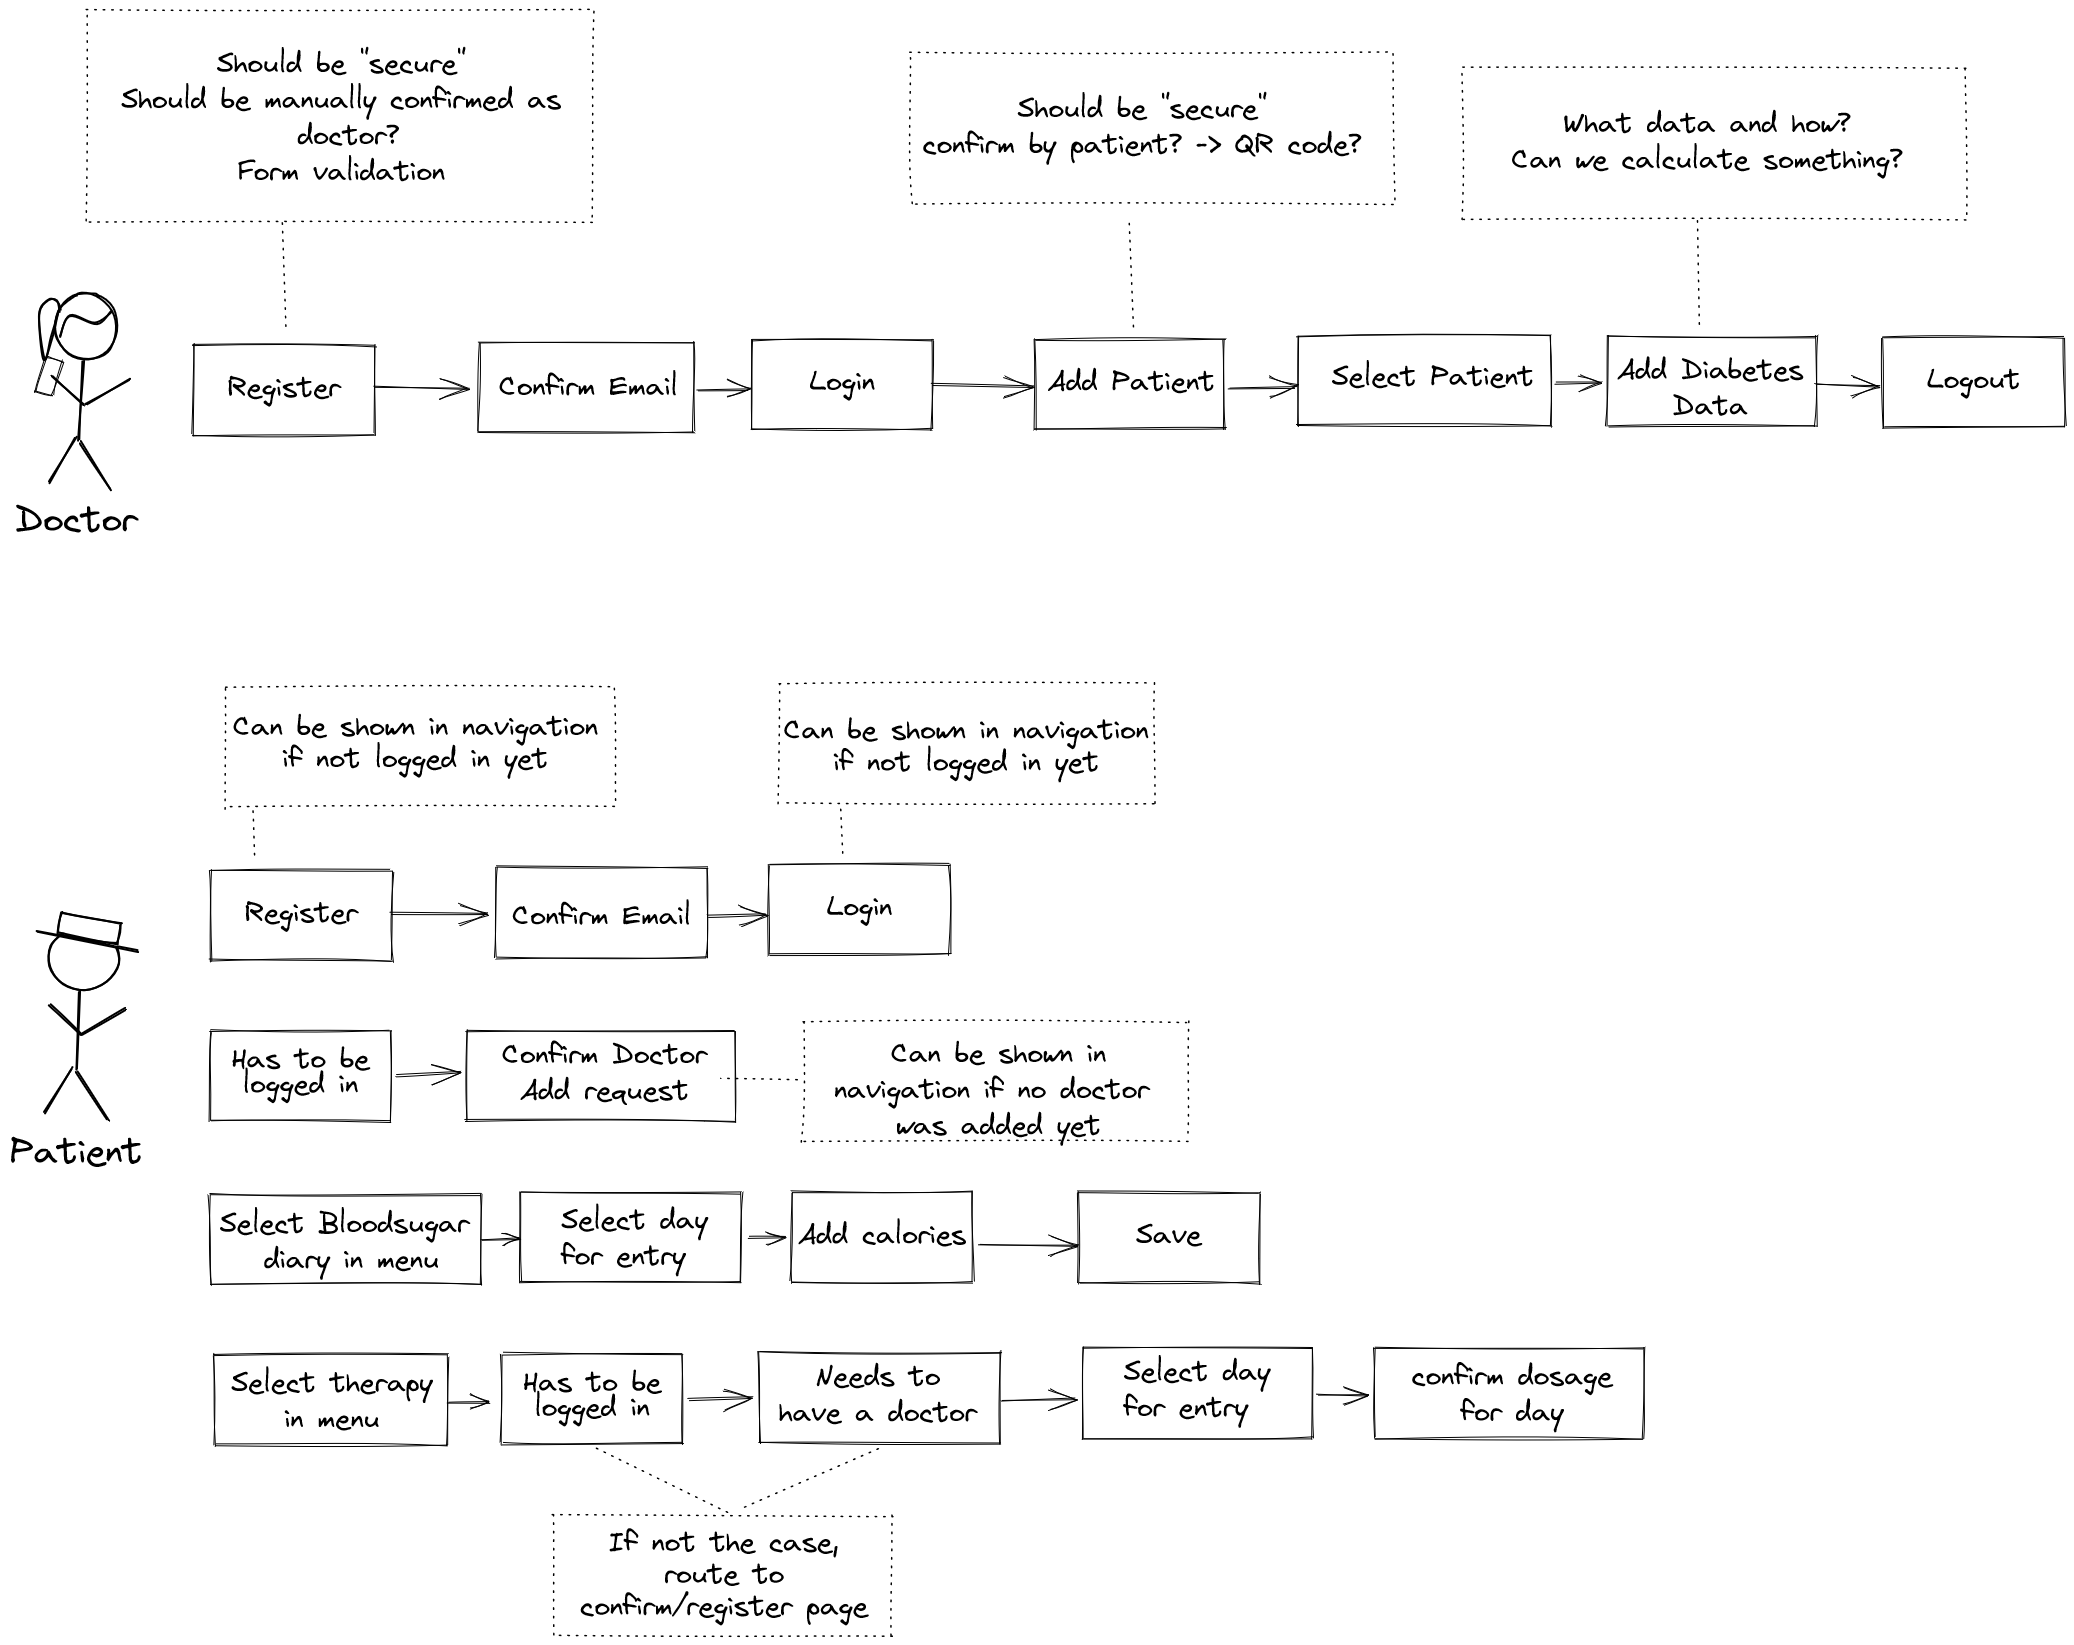 Should be "secure"
Should be manually confirmed as
doctor?
Form validation
Should be "secure"
confirm by patient? -> QR code?
What data and how?
Can we calculate something?
Register
Confirm Email
Login
Add Patient
Select Patient
Add Diabetes
Data
Logout
Doctor
Can be shown in navigation
if not logged in yet
Can be shown in navigation
if not logged in yet
Register
Confirm Email
Login
Has to be
logged in
Confirm Doctor
Add request
Can be shown in
navigation if no doctor
was added yet
Patient
Select Bloodsugar
diary in menu
Select day
for entry
Add calories
Save
Select therapy
in menu
Has to be
logged in
Needs to
have a doctor
Select day
for entry
confirm dosage
for day
If not the case,
route to
confirm/register page